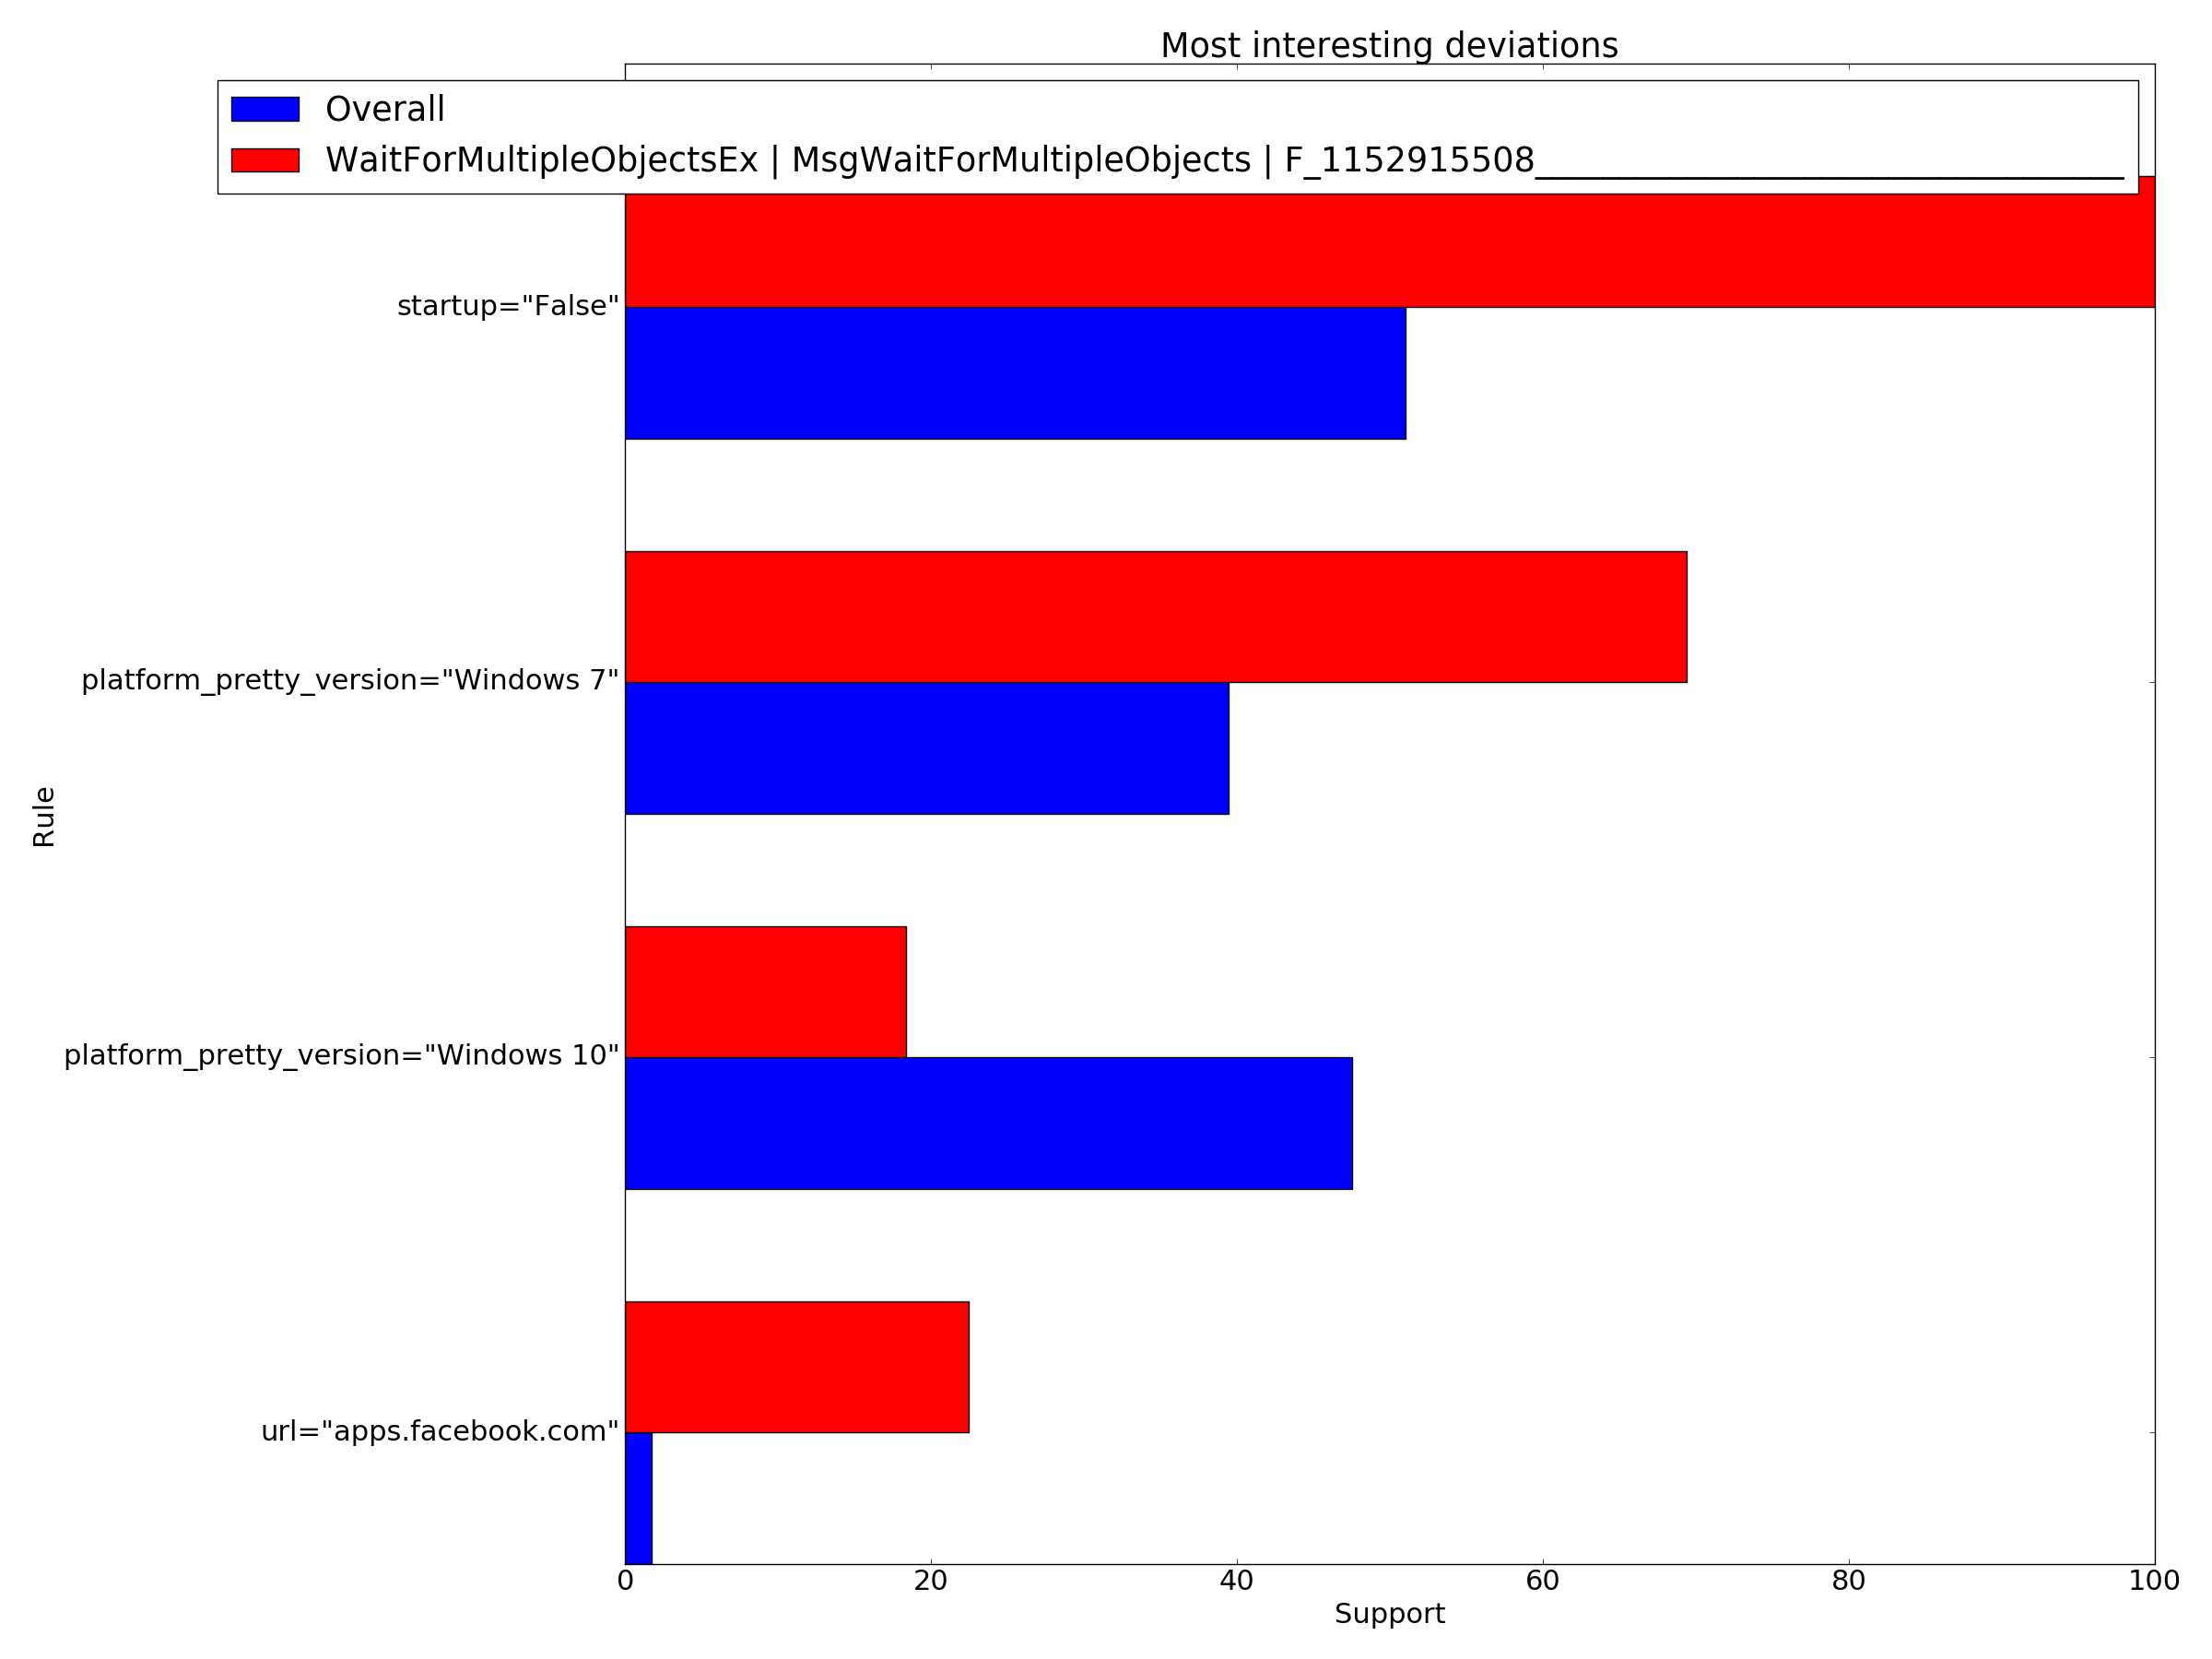 Most interesting deviations
Overall
WaitForMultipleObjectsEx | MsgWaitForMultipleObjects | F_1152915508___________________________________
startup="False"
platform_pretty_version="Windows 7"
Rule
platform_pretty_version="Windows 10"
url="apps.facebook.com"
0 20 40 60 80 100
Support